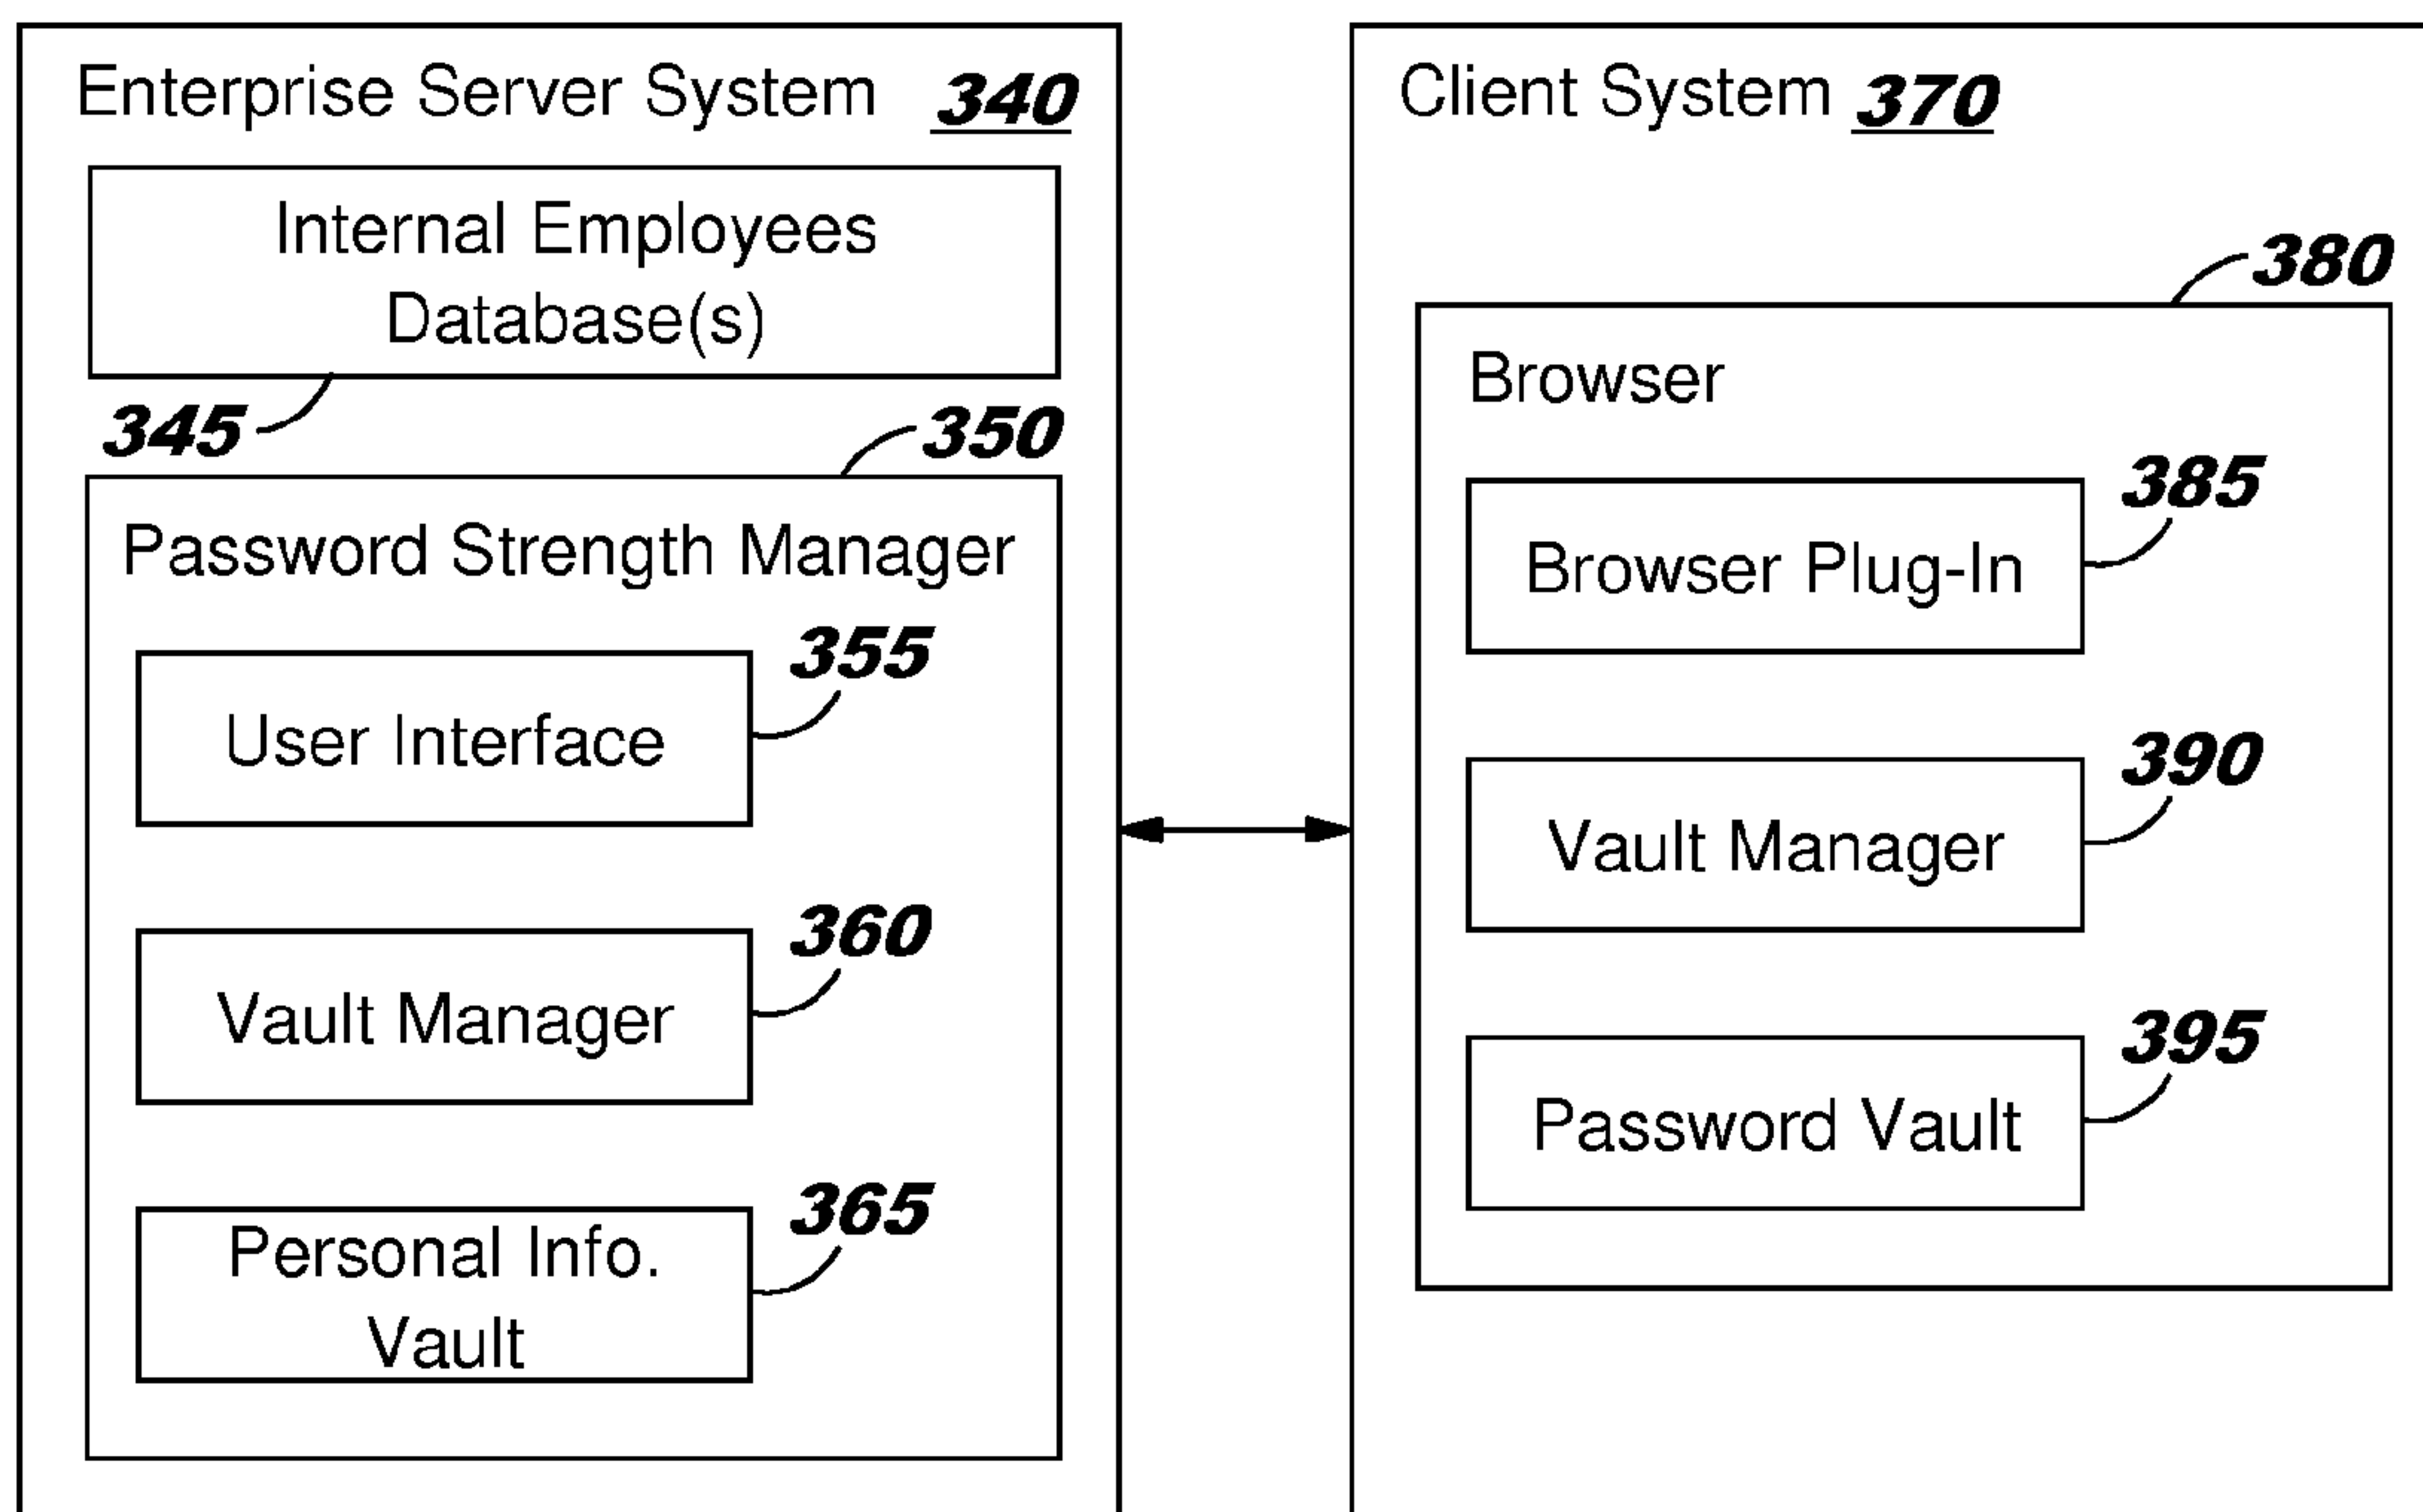 Enterprise Server System 340
Internal Employees
Database(s)
345
350
Password Strength Manager
355
User Interface
360
Vault Manager
365
Personal Info.
Vault
Client System 370
380
Browser
385
Browser Plug-In
390
Vault Manager
395
Password Vault